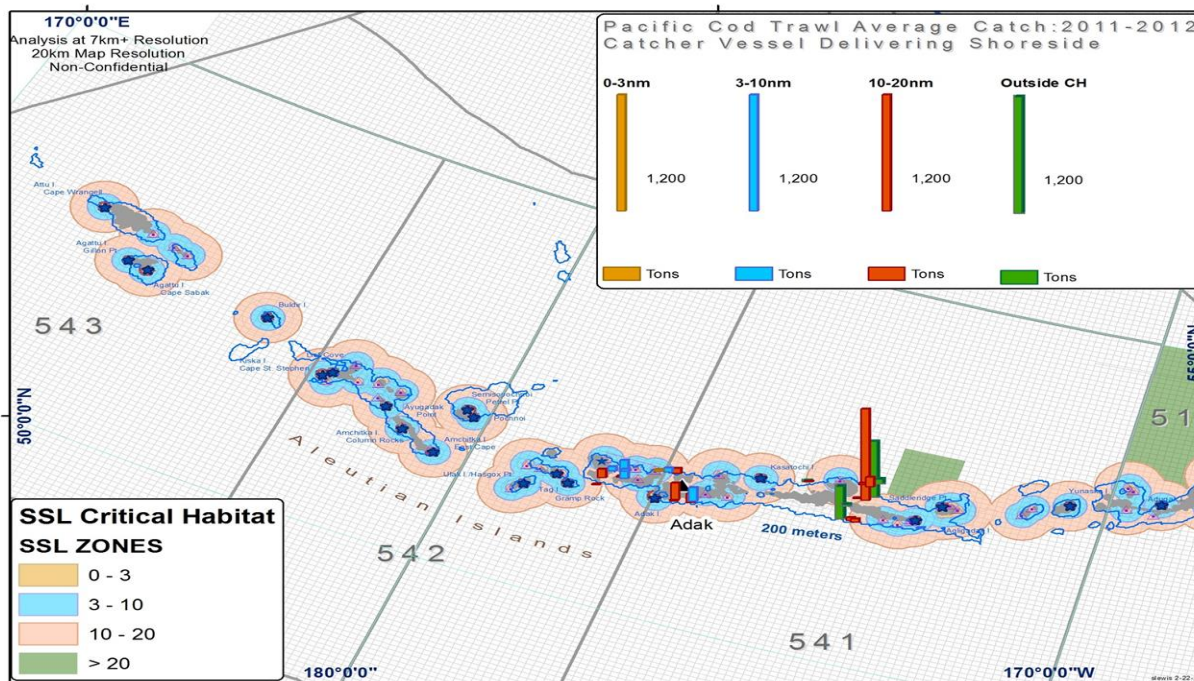 170°0'0"E
Analysis at 7km+ Resolution
20km Map Resolution
Non-Confidential
Pacific Cod Trawl Average Catch:2011-2012
Catcher Vessel Delivering Shoreside
0-3nm 3-10nm 10-20nm Outside CH
1,200 1,200 1,200 1,200
Tons Tons Tons Tons
Attu I.
Cape Wrangell
Agattu I.
Gillon Pt
Agattu I.
Cape Sabak
Buldir I.
543
Kiska I.
Cape St. Stephen
Cove
Semisopochnoi
Petrel Pt
Pochnoi
Ayugadak
Point
Amchitka I.
Column Rocks
Amchitka I.
East Cape
50°0'0"N
Aleutian Islands
Ulak I./Hasgox Pt
Tag I.
Gramp Rock
Kasatochi I.
Adak I.
Adak
200 meters
Saddleridge Pt
Agligadak I.
Yunaska I.
51
542
541
SSL Critical Habitat
SSL ZONES
0 - 3
3 - 10
10 - 20
> 20
180°0'0"
170°0'0"W